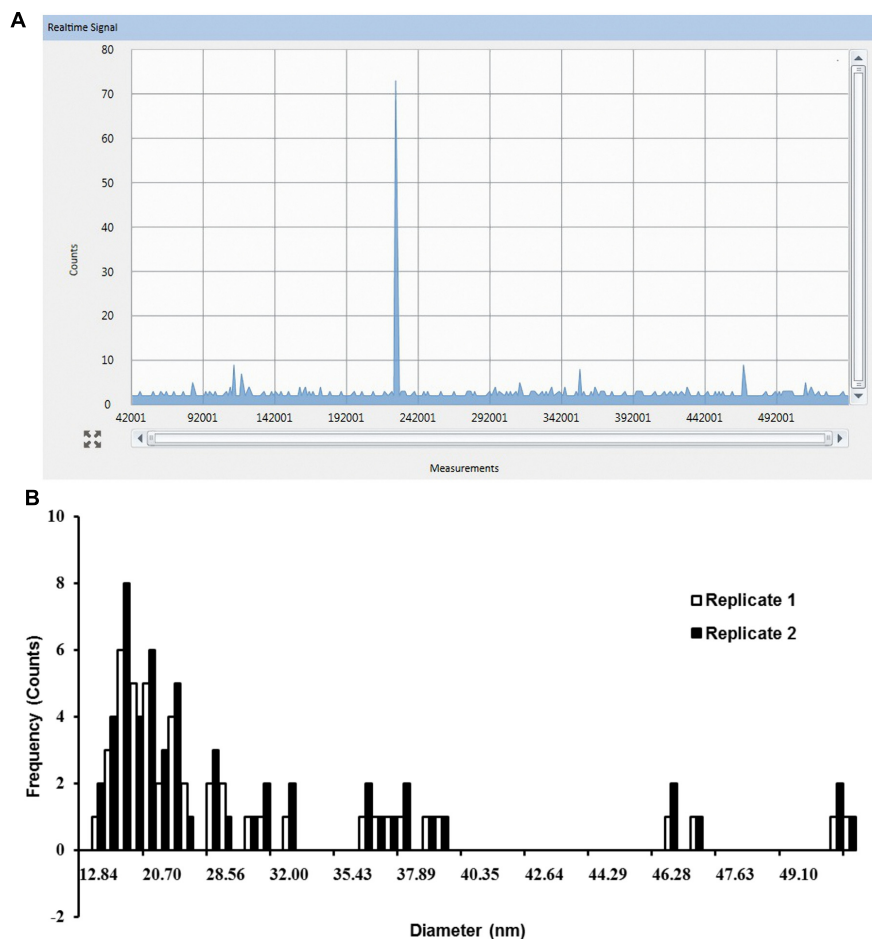 A
Realtime Signal
80
70
60
50
40
30
20
10
0
Counts
42001 92001 142001 192001 242001 292001 342001 392001 442001 492001
Measurements
B
10
8
6
4
2
0
-2
Frequency (Counts)
Replicate 1
Replicate 2
12.84 20.70 28.56 32.00 35.43 37.89 40.35 42.64 44.29 46.28 47.63 49.10
Diameter (nm)